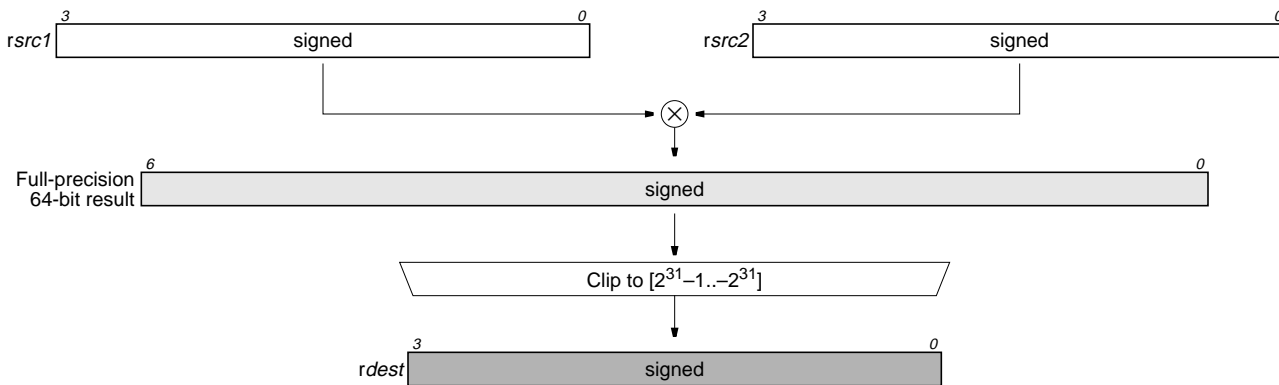 3 0 3 0
rsrc1 signed rsrc2 signed
6 0
Full-precision
64-bit result signed
Clip to [2³¹–1..–2³¹]
3 0
rdest signed